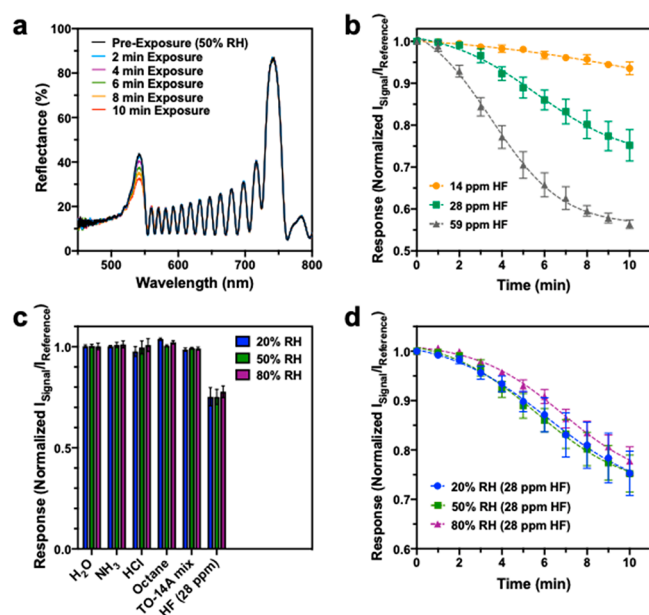 a
Pre-Exposure (50% RH)
2 min Exposure
4 min Exposure
6 min Exposure
8 min Exposure
10 min Exposure
100
80
60
40
20
0
Reflectance (%)
500
600
700
800
Wavelength (nm)
b
1.0
0.9
0.8
0.7
0.6
0.5
Response (Normalized I_Signal/I_Reference)
14 ppm HF
28 ppm HF
59 ppm HF
0
2
4
6
8
10
Time (min)
c
1.0
0.5
0.0
Response (Normalized I_Signal/I_Reference)
20% RH
50% RH
80% RH
H₂O
NH₃
HCl
Octane
TO-14A mix
HF (28 ppm)
d
1.0
0.9
0.8
0.7
0.6
Response (Normalized I_Signal/I_Reference)
20% RH (28 ppm HF)
50% RH (28 ppm HF)
80% RH (28 ppm HF)
0
2
4
6
8
10
Time (min)